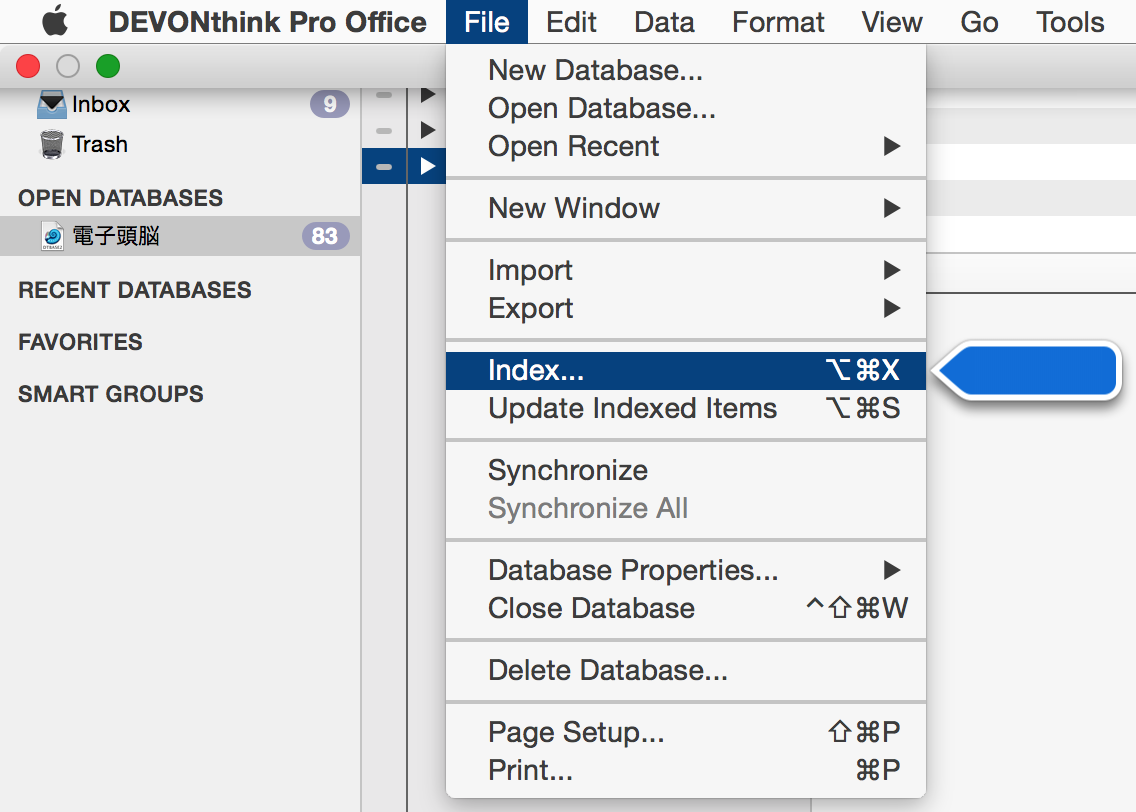 DEVONthink Pro Office File Edit Data Format View Go Tools
Inbox 9
Trash
OPEN DATABASES
電子頭脳 83
RECENT DATABASES
FAVORITES
SMART GROUPS
New Database...
Open Database...
Open Recent
New Window
Import
Export
Index... ⌥⌘X
Update Indexed Items ⌥⌘S
Synchronize
Synchronize All
Database Properties...
Close Database ^⇧⌘W
Delete Database...
Page Setup... ⇧⌘P
Print... ⌘P